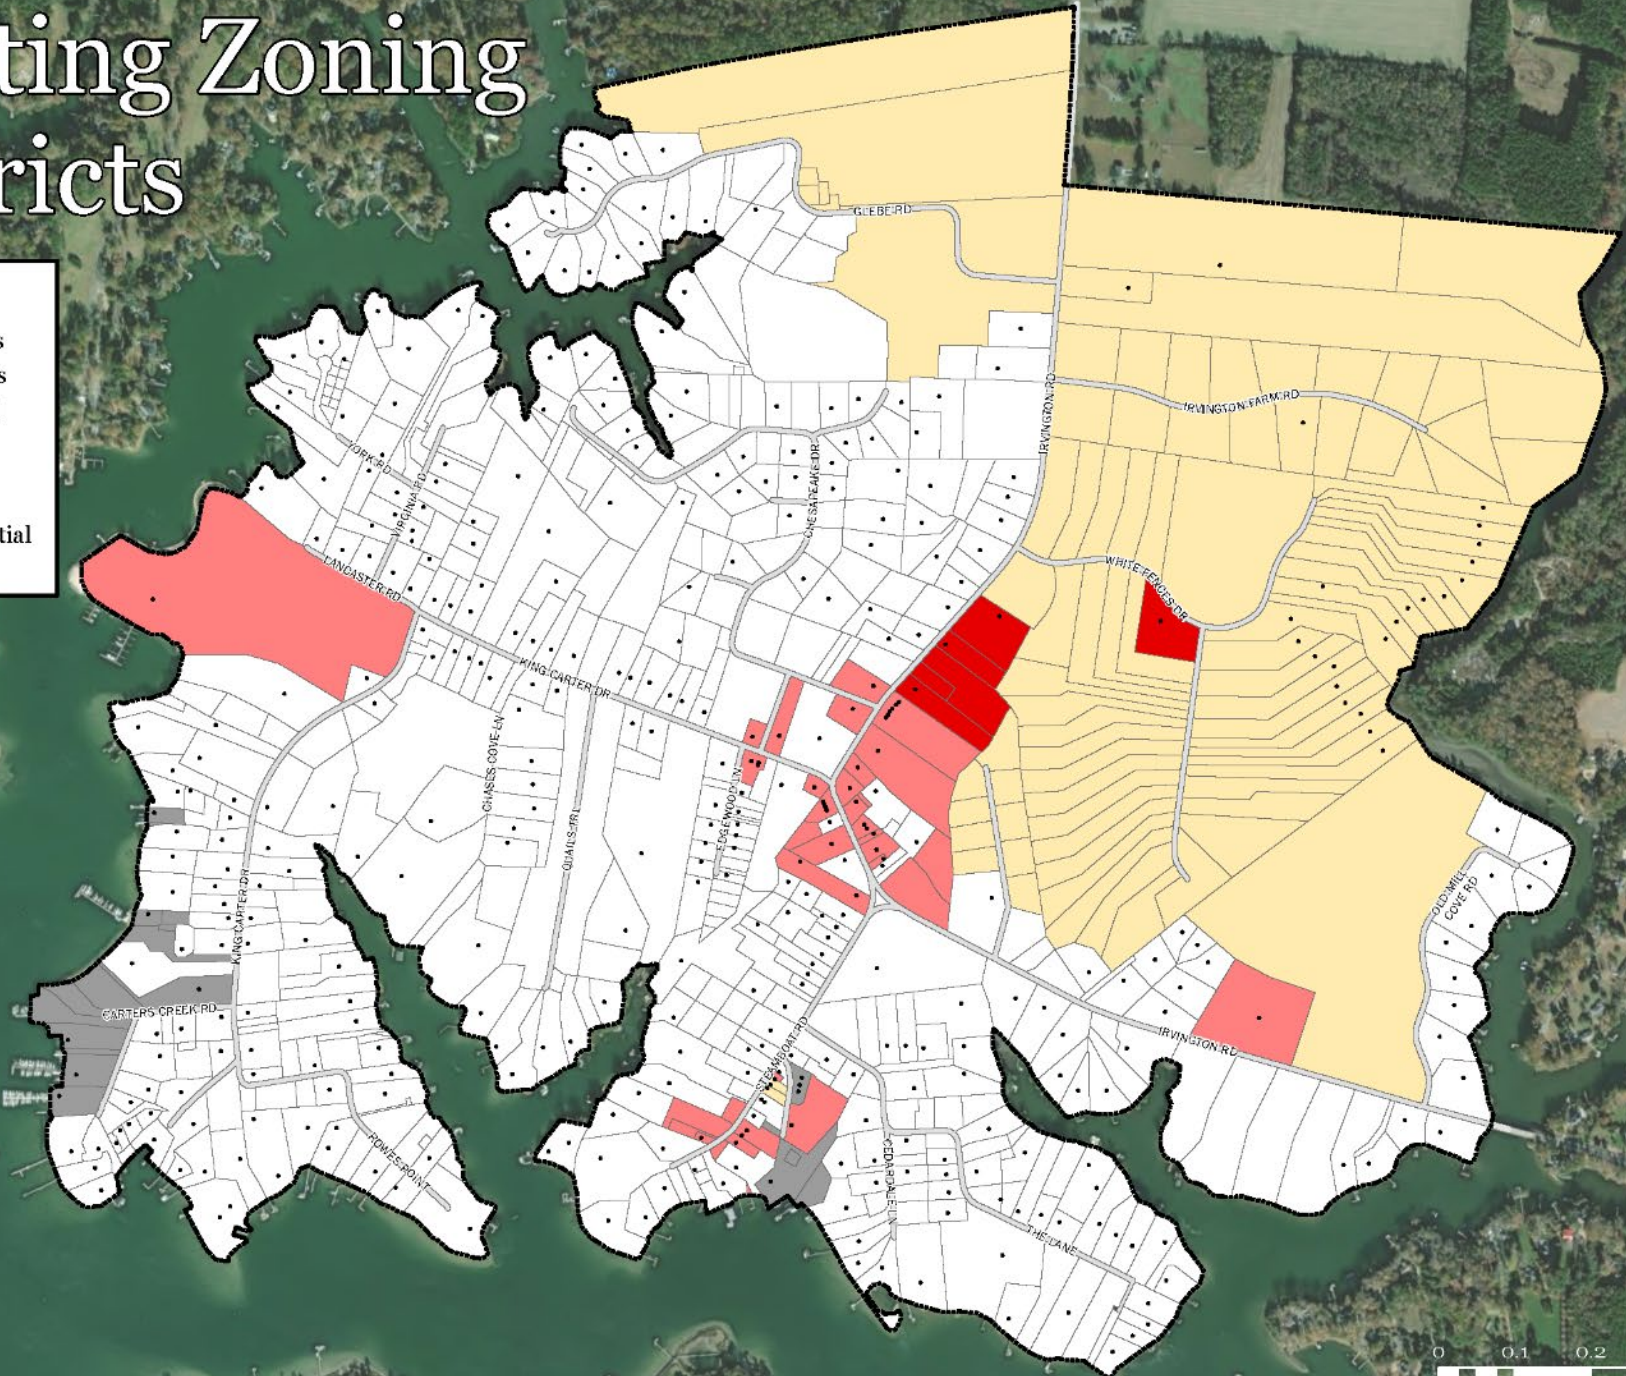 ting Zoning
ricts
s
s
tial
GLEBE RD
IRVINGTON RD
IRVINGTON FARM RD
YORK RD
VIRGINIA RD
CHESAPEAKE DR
LANCASTER RD
WHITE FENCES DR
KING CARTER DR
CHASES COVE LN
EDGEWOOD LN
QUAILS TRL
KING CARTER DR
OLD MILL
COVE RD
CARTERS CREEK RD
STEAMBOAT RD
IRVINGTON RD
ROWES POINT
CEDARDALE LN
THE LANE
0 0.1 0.2